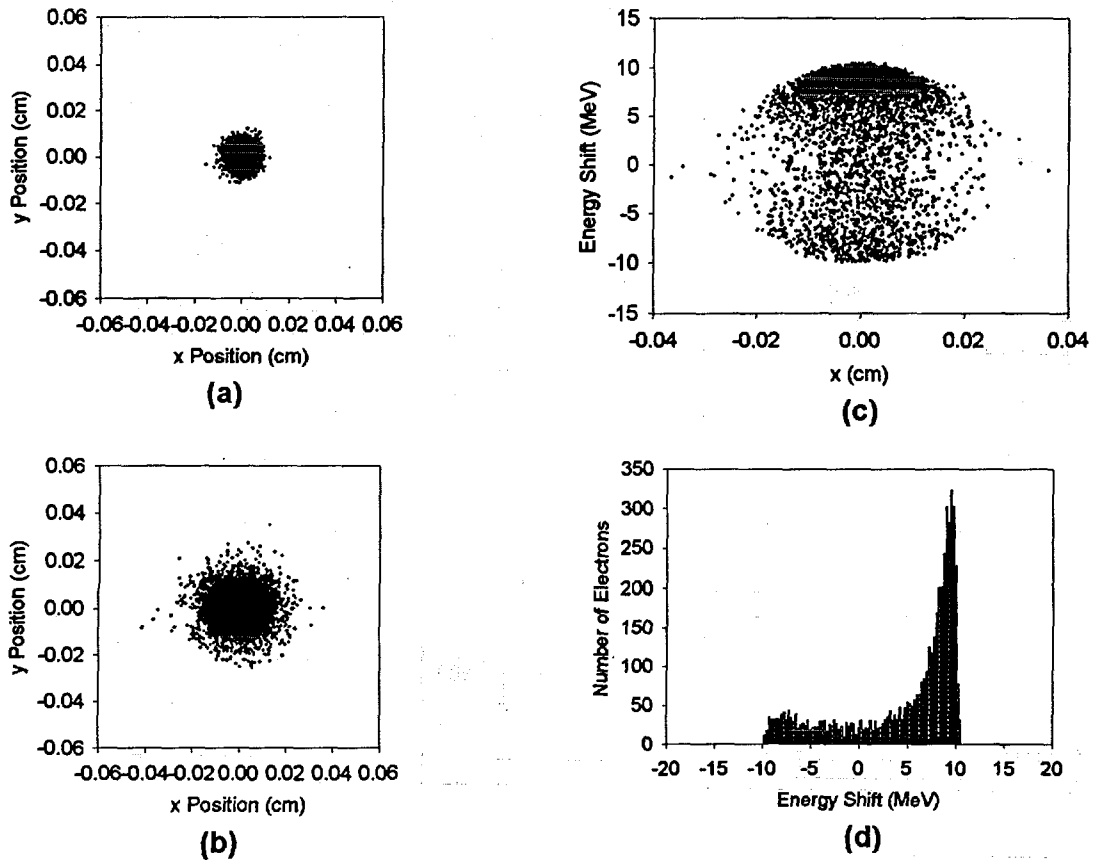 0.06
0.04
0.02
0.00
-0.02
-0.04
-0.06
y Position (cm)
-0.06-0.04-0.02 0.00 0.02 0.04 0.06
x Position (cm)
(a)
15
10
5
0
-5
-10
-15
Energy Shift (MeV)
-0.04 -0.02 0.00 0.02 0.04
x (cm)
(c)
0.06
0.04
0.02
0.00
-0.02
-0.04
-0.06
y Position (cm)
-0.06-0.04-0.02 0.00 0.02 0.04 0.06
x Position (cm)
(b)
350
300
250
200
150
100
50
0
Number of Electrons
-20 -15 -10 -5 0 5 10 15 20
Energy Shift (MeV)
(d)